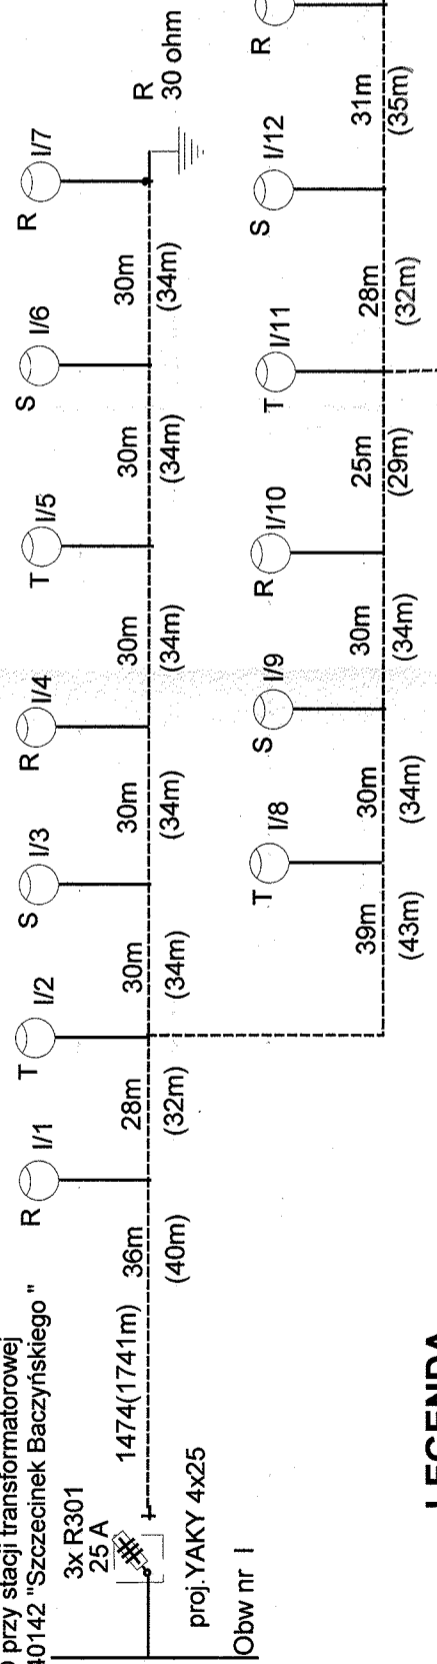 przy stacji transformatorowej
40142 "Szczecinek Baczyńskiego"
3x R301
25 A
1474(1741m)
proj.YAKY 4x25
Obw nr I
R I/1
T I/2
S I/3
R I/4
T I/5
S I/6
R I/7
36m
(40m)
28m
(32m)
30m
(34m)
30m
(34m)
30m
(34m)
30m
(34m)
30m
(34m)
R
30 ohm
T I/8
S I/9
R I/10
T I/11
S I/12
R
39m
(43m)
30m
(34m)
30m
(34m)
25m
(29m)
28m
(32m)
31m
(35m)
LEGENDA